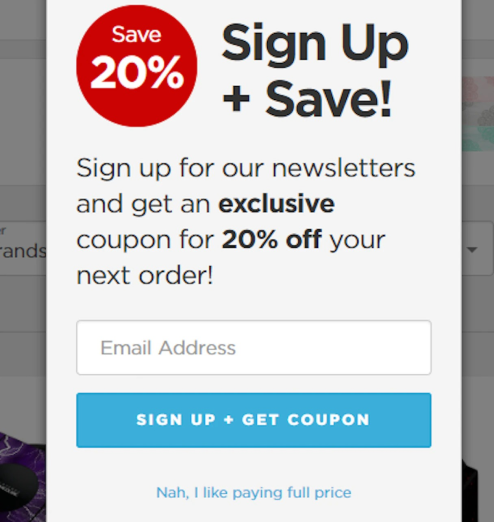 Save
20%
Sign Up
+ Save!
Sign up for our newsletters
and get an exclusive
coupon for 20% off your
next order!
rands
Email Address
SIGN UP + GET COUPON
Nah, I like paying full price